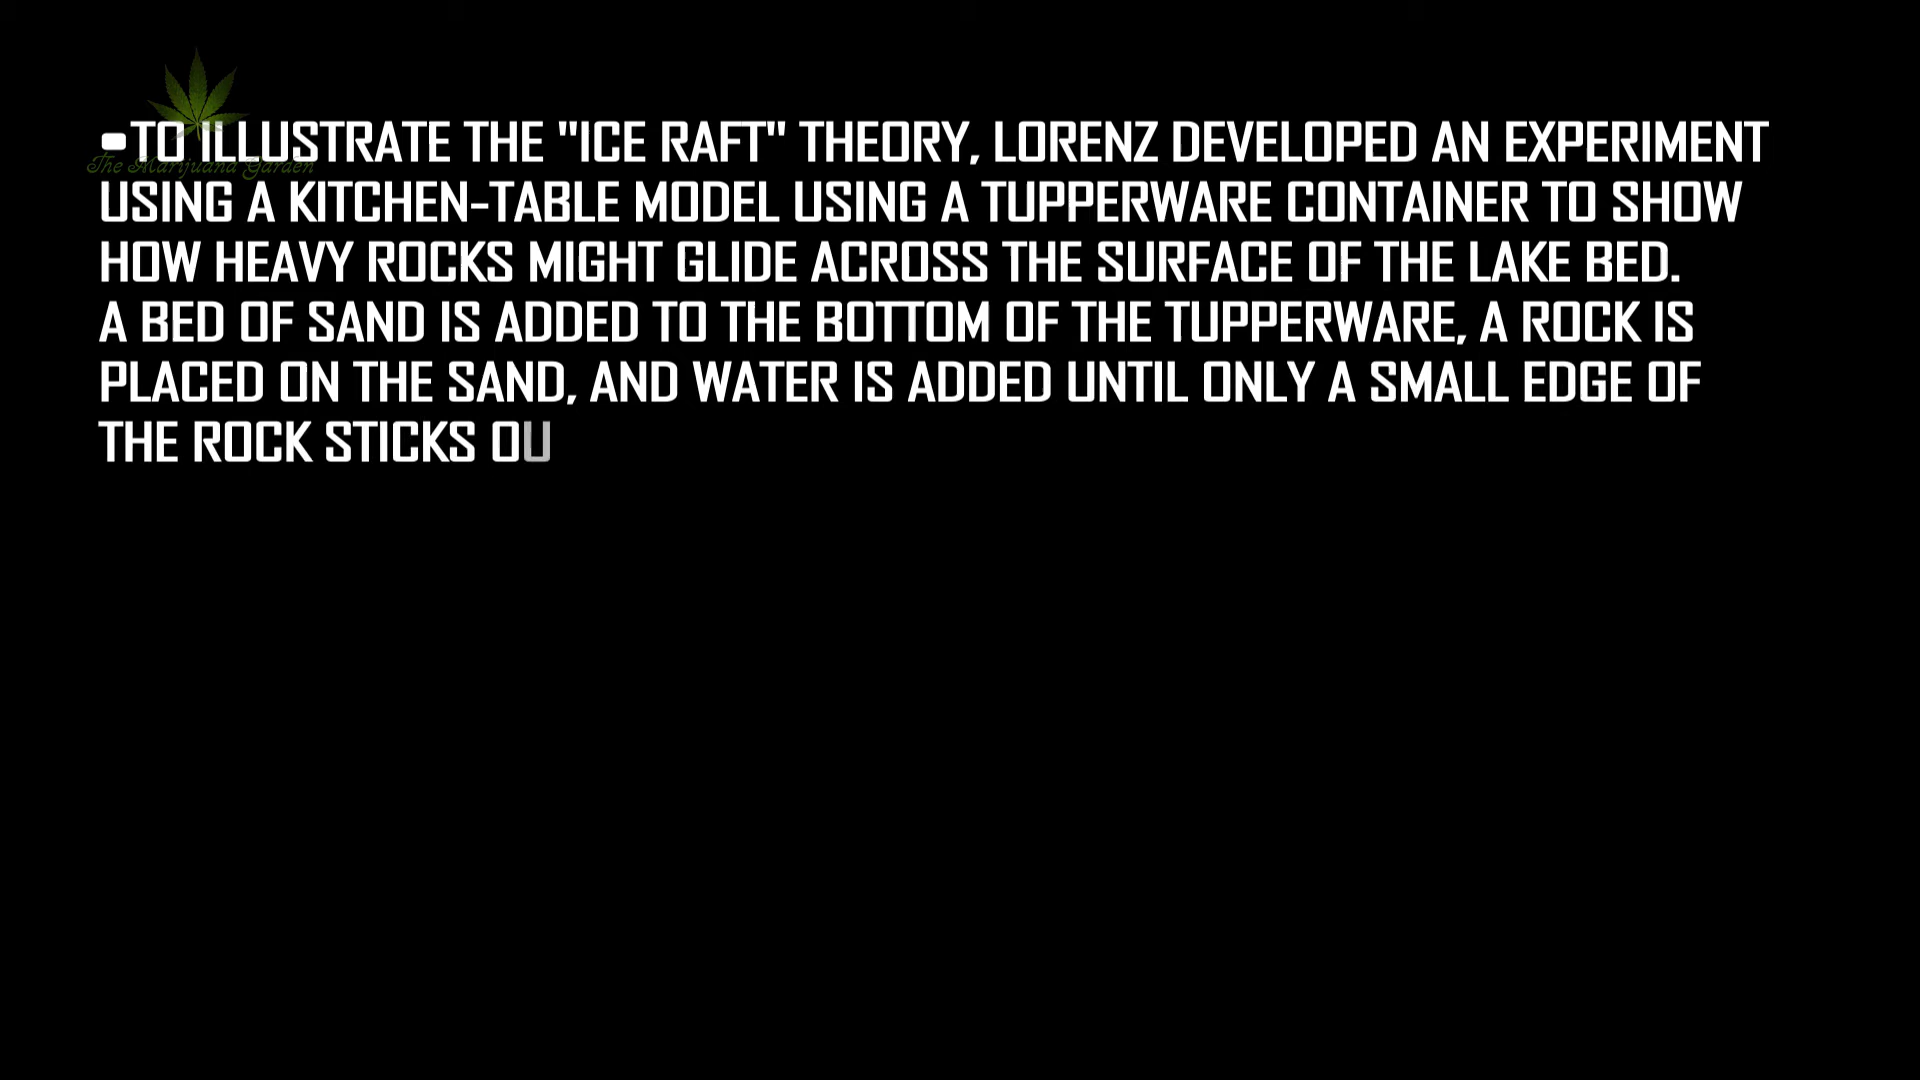 •TO ILLUSTRATE THE "ICE RAFT" THEORY, LORENZ DEVELOPED AN EXPERIMENT
The Marijuana Garden
USING A KITCHEN-TABLE MODEL USING A TUPPERWARE CONTAINER TO SHOW
HOW HEAVY ROCKS MIGHT GLIDE ACROSS THE SURFACE OF THE LAKE BED.
A BED OF SAND IS ADDED TO THE BOTTOM OF THE TUPPERWARE, A ROCK IS
PLACED ON THE SAND, AND WATER IS ADDED UNTIL ONLY A SMALL EDGE OF
THE ROCK STICKS OU